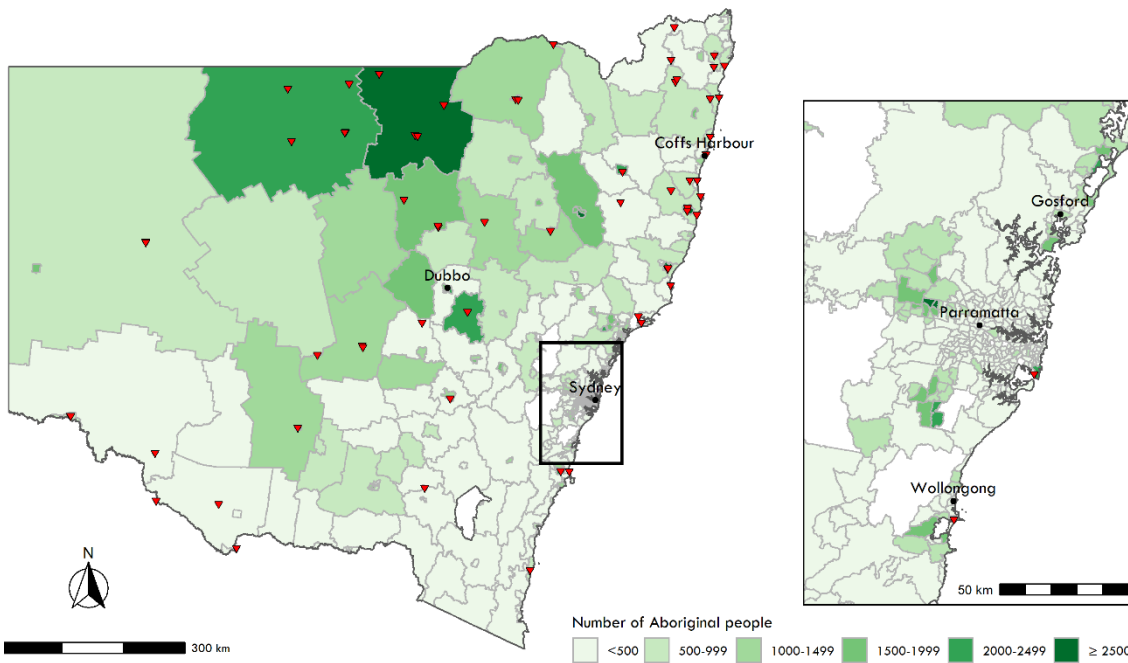 Coffs Harbour
Dubbo
Sydney
N
300 km
Gosford
Parramatta
Wollongong
50 km
Number of Aboriginal people
<500 500-999 1000-1499 1500-1999 2000-2499 ≥ 2500